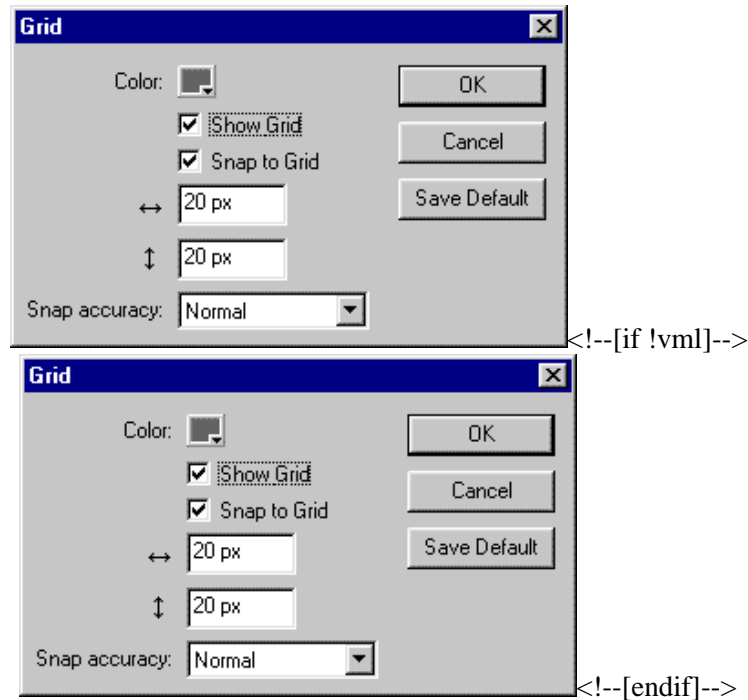 Grid
Color:
OK
Show Grid
Cancel
Snap to Grid
20 px
Save Default
20 px
Snap accuracy: Normal
<!--[if !vml]-->
Grid
Color:
OK
Show Grid
Cancel
Snap to Grid
20 px
Save Default
20 px
Snap accuracy: Normal
<!--[endif]-->